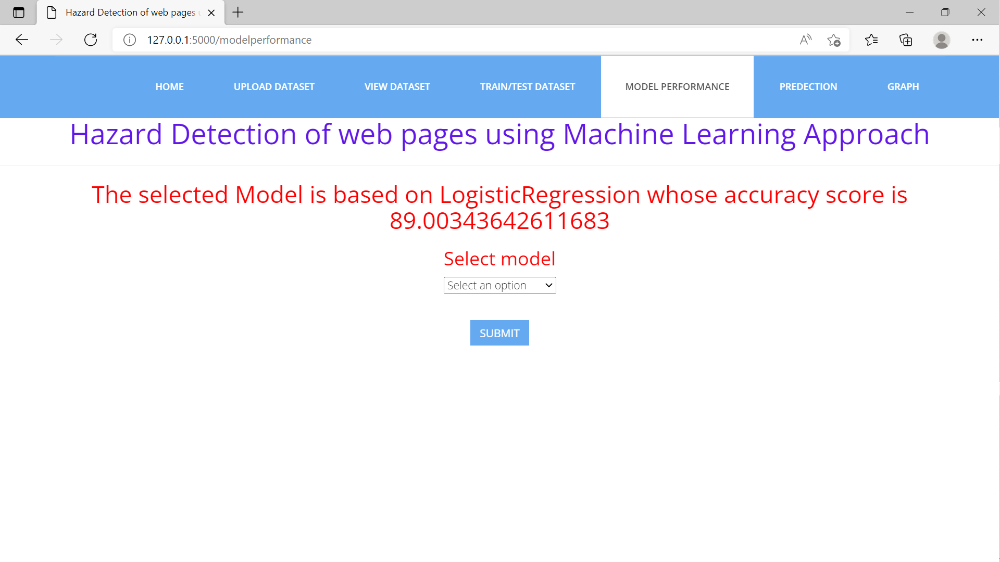 Hazard Detection of web pages
127.0.0.1:5000/modelperformance
HOME UPLOAD DATASET VIEW DATASET TRAIN/TEST DATASET MODEL PERFORMANCE PREDECTION GRAPH
Hazard Detection of web pages using Machine Learning Approach
The selected Model is based on LogisticRegression whose accuracy score is
89.00343642611683
Select model
Select an option
SUBMIT